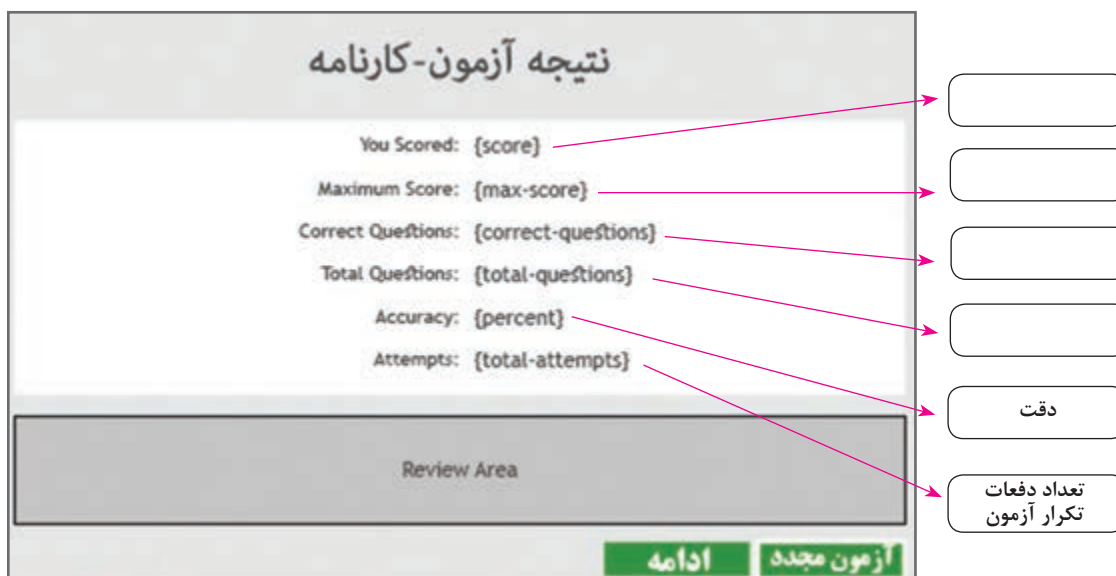 نتیجه آزمون-کارنامه
You Scored: {score}
Maximum Score: {max-score}
Correct Questions: {correct-questions}
Total Questions: {total-questions}
Accuracy: {percent}
Attempts: {total-attempts}
دقت
تعداد دفعات
تکرار آزمون
Review Area
آزمون مجدد
ادامه